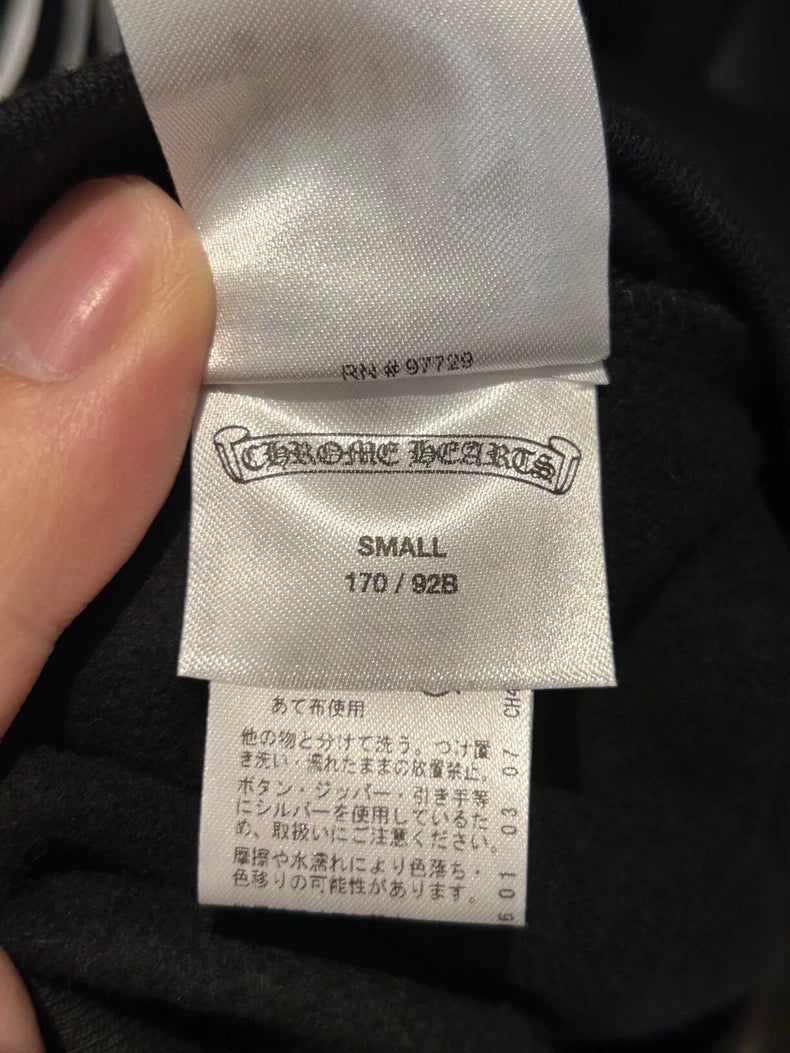 RN # 97729
CHROME HEARTS
SMALL
170 / 92B
あて布使用
他の物と分けて洗う。つけ置
き洗い・濡れたままの放置禁止。
ボタン・ジッパー・引き手等
にシルバーを使用しているた
め、取扱いにご注意ください。
摩擦や水濡れにより色落ち・
色移りの可能性があります。
01 03 07